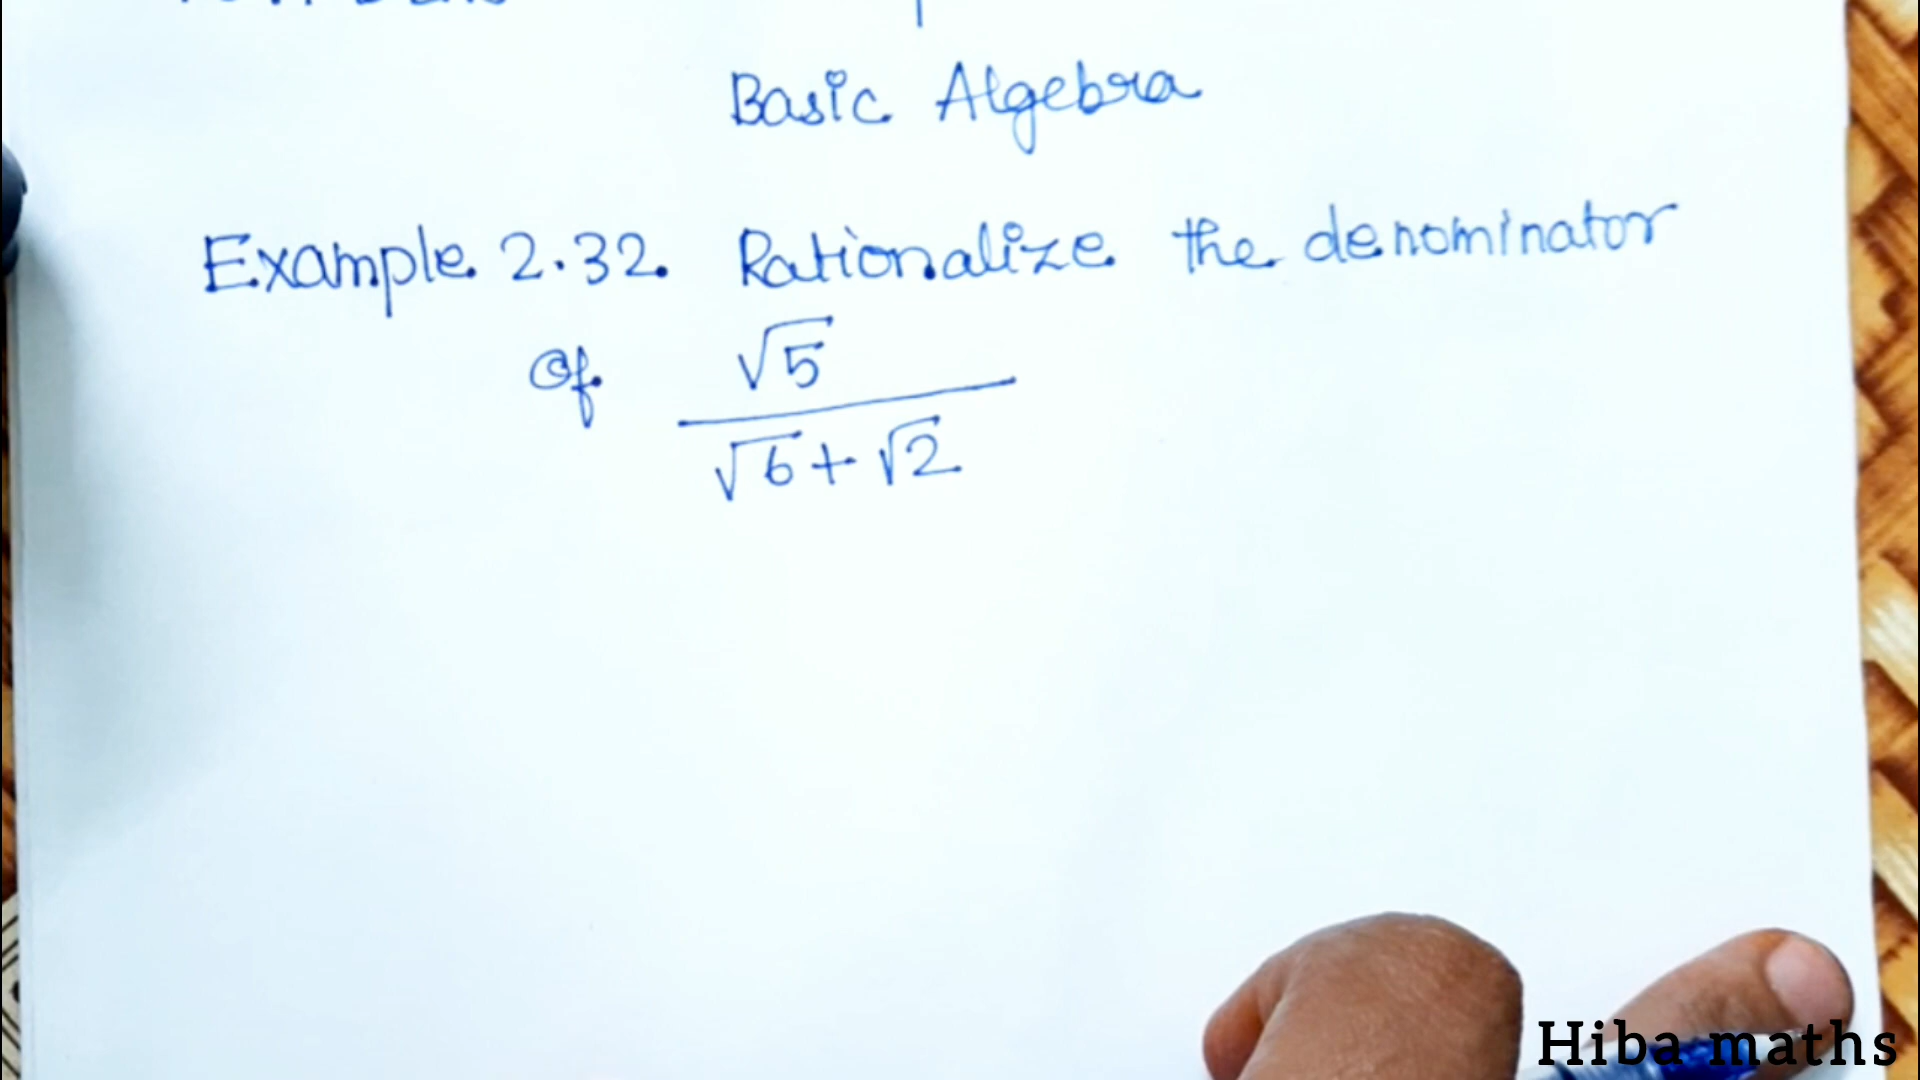 Basic Algebra
Example 2.32. Rationalize the denominator
of √5
√6 + √2
Hiba maths